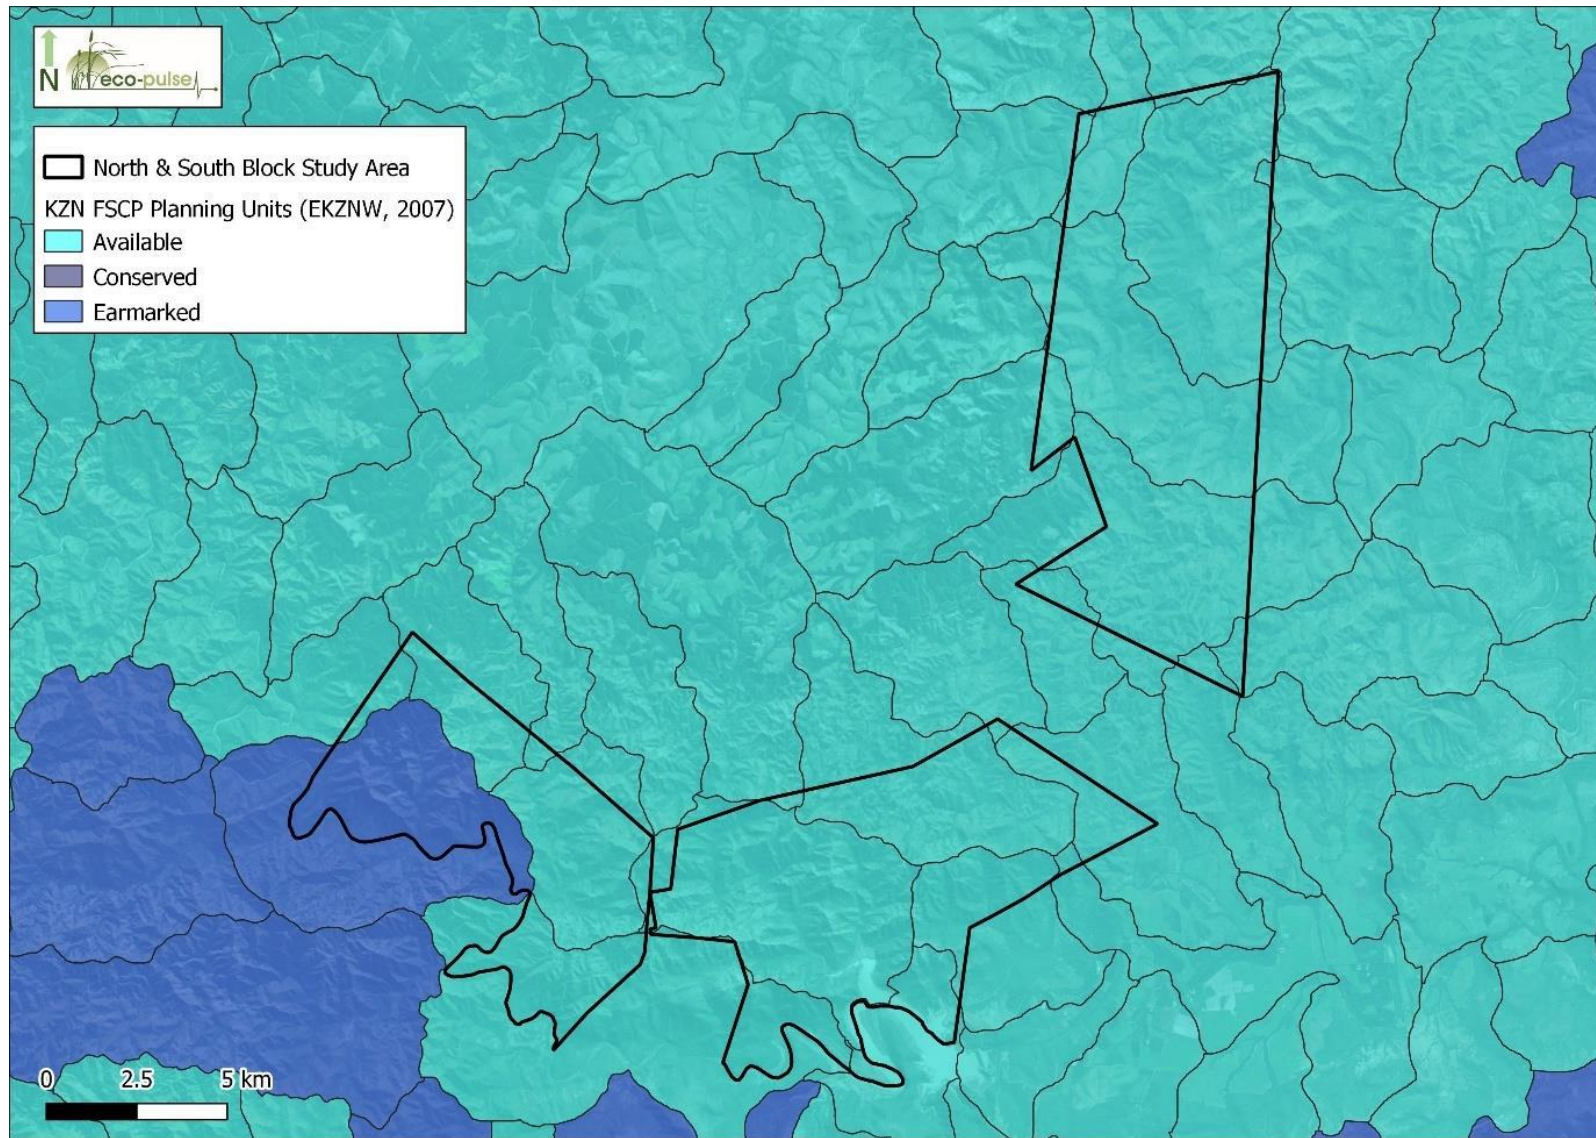 N
eco-pulse
North & South Block Study Area
KZN FSCP Planning Units (EKZNW, 2007)
Available
Conserved
Earmarked
0 2.5 5 km